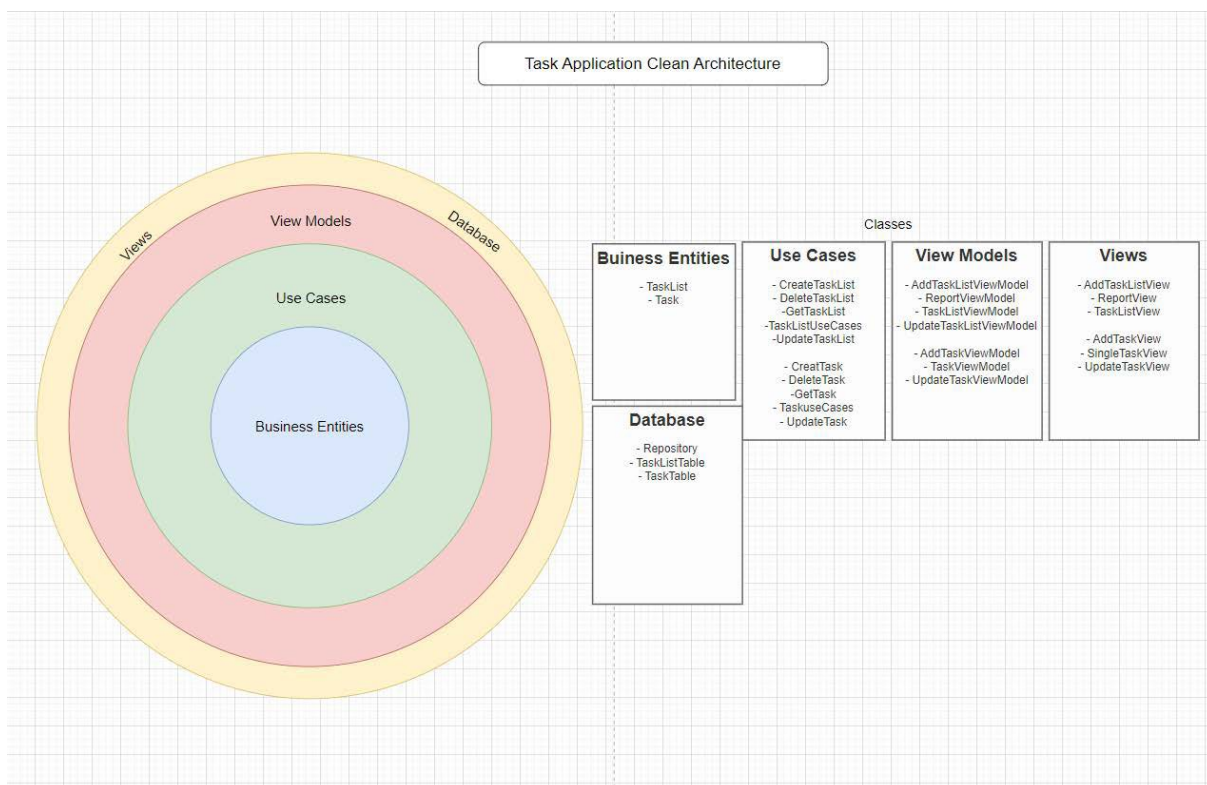 Task Application Clean Architecture
Views
Database
View Models
Use Cases
Business Entities
Classes
Buiness Entities
- TaskList
- Task
Use Cases
- CreateTaskList
- DeleteTaskList
-GetTaskList
-TaskListUseCases
-UpdateTaskList
- CreatTask
- DeleteTask
-GetTask
- TaskuseCases
- UpdateTask
View Models
- AddTaskListViewModel
- ReportViewModel
- TaskListViewModel
- UpdateTaskListViewModel
- AddTaskViewModel
- TaskViewModel
- UpdateTaskViewModel
Views
- AddTaskListView
- ReportView
- TaskListView
- AddTaskView
- SingleTaskView
- UpdateTaskView
Database
- Repository
- TaskListTable
- TaskTable